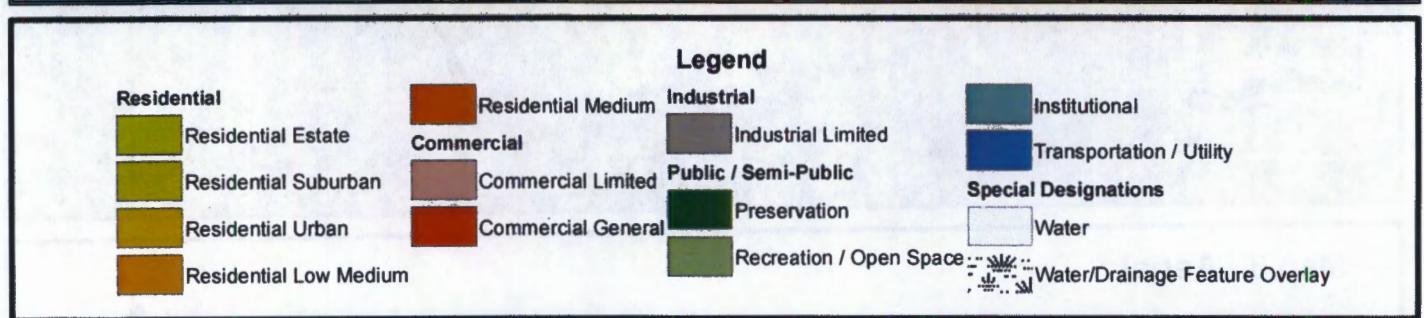 Legend
Residential
Residential Estate
Residential Suburban
Residential Urban
Residential Low Medium
Residential Medium
Commercial
Commercial Limited
Commercial General
Industrial
Industrial Limited
Public / Semi-Public
Preservation
Recreation / Open Space
Institutional
Transportation / Utility
Special Designations
Water
Water/Drainage Feature Overlay